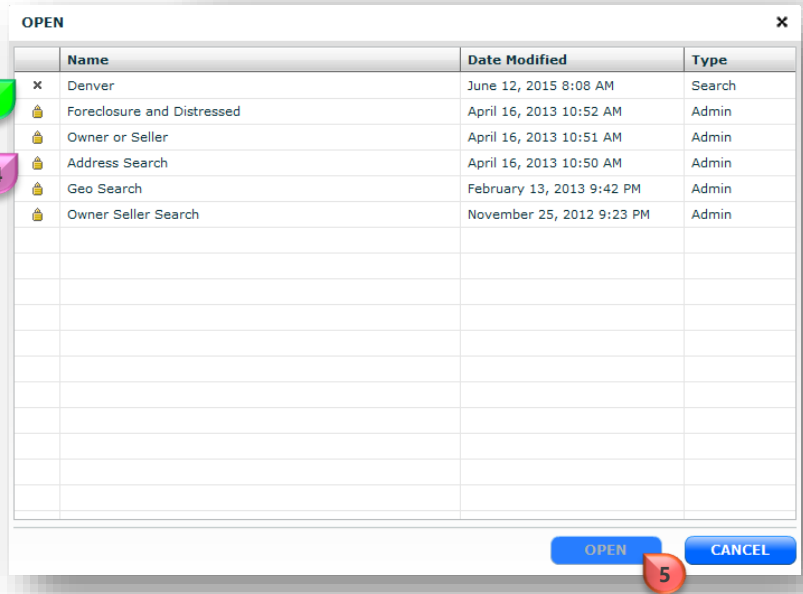 OPEN
Name Date Modified Type
Denver June 12, 2015 8:08 AM Search
Foreclosure and Distressed April 16, 2013 10:52 AM Admin
Owner or Seller April 16, 2013 10:51 AM Admin
Address Search April 16, 2013 10:50 AM Admin
Geo Search February 13, 2013 9:42 PM Admin
Owner Seller Search November 25, 2012 9:23 PM Admin
OPEN CANCEL
5